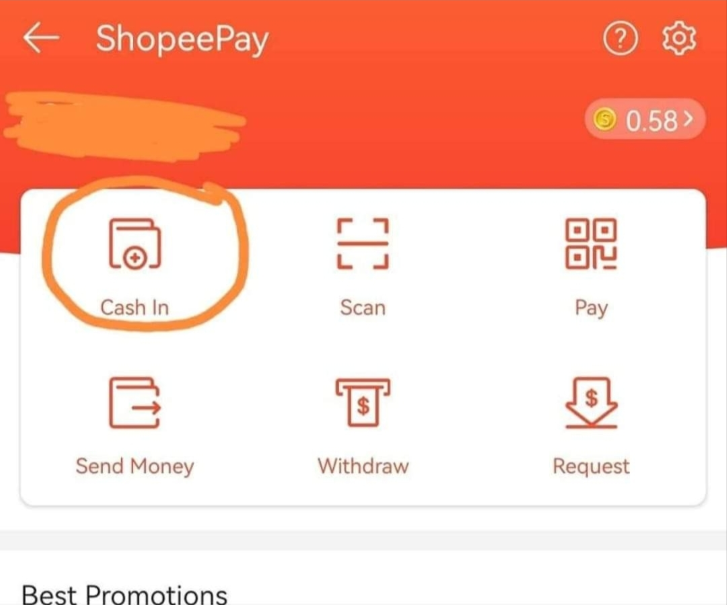 ShopeePay
0.58
Cash In
Scan
Pay
Send Money
Withdraw
Request
Best Promotions